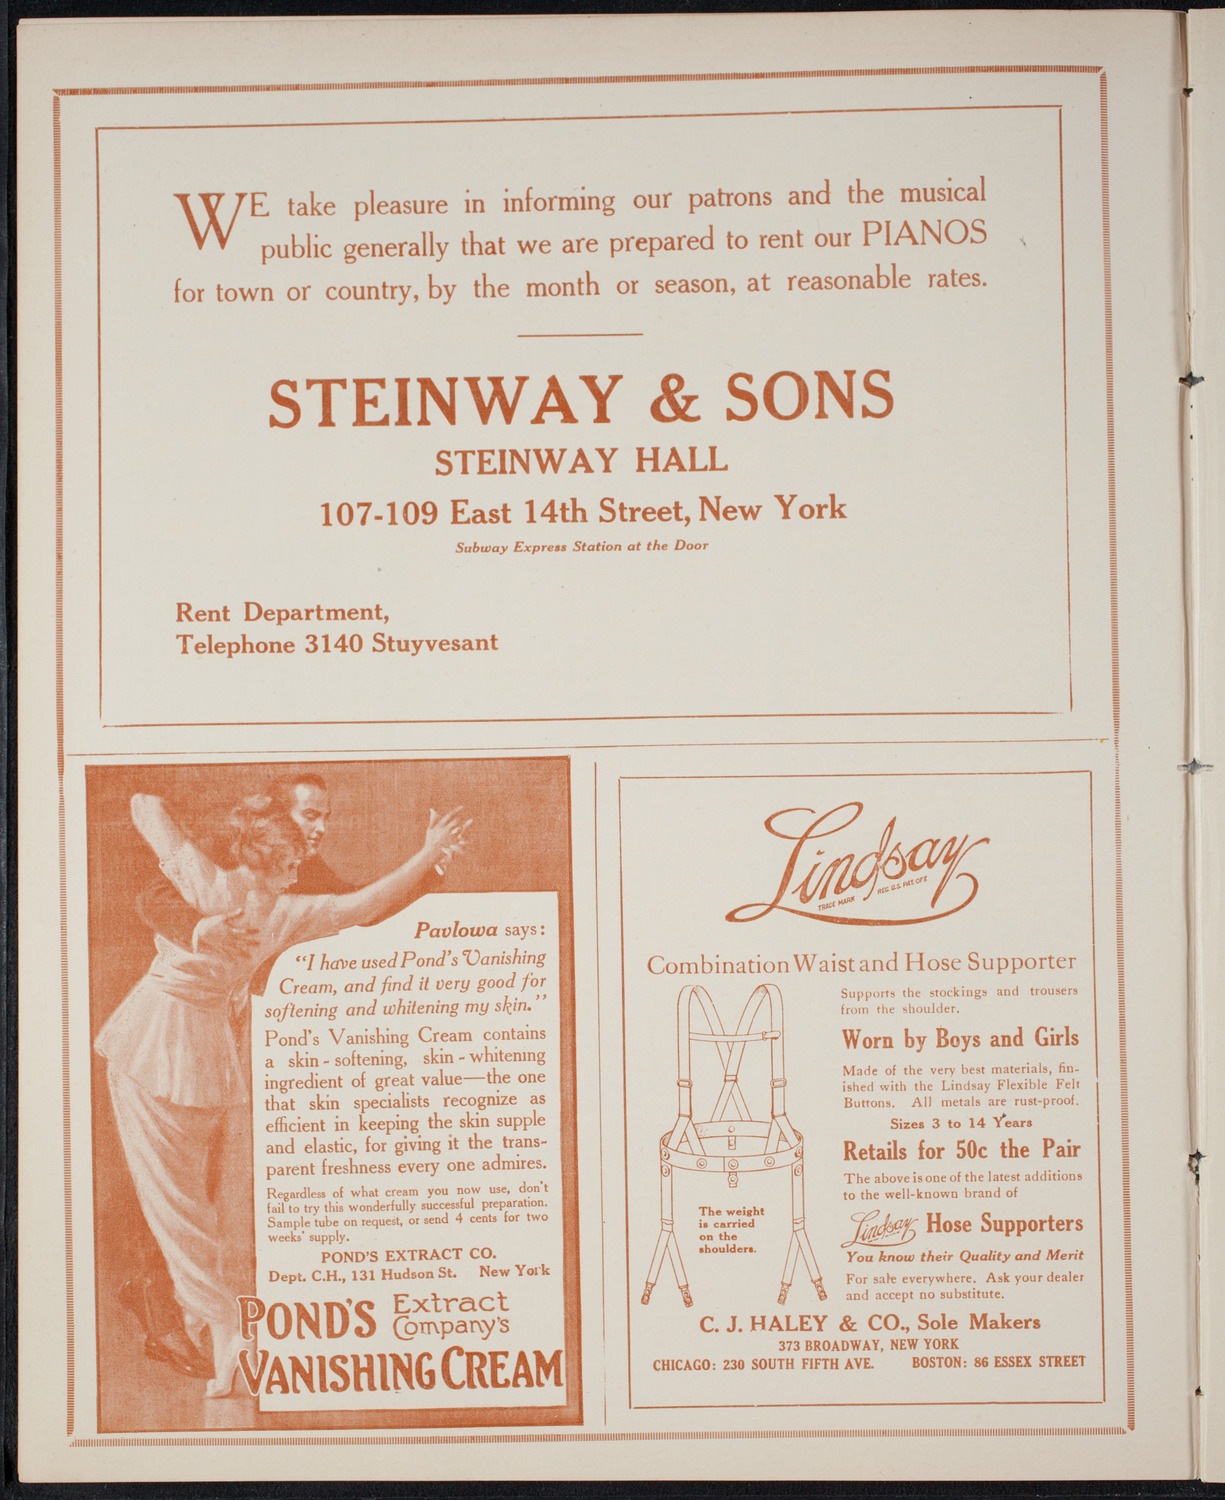 WE take pleasure in informing our patrons and the musical
public generally that we are prepared to rent our PIANOS
for town or country, by the month or season, at reasonable rates.
STEINWAY & SONS
STEINWAY HALL
107-109 East 14th Street, New York
Subway Express Station at the Door
Rent Department,
Telephone 3140 Stuyvesant
Pavlowa says:
"I have used Pond's Vanishing
Cream, and find it very good for
softening and whitening my skin."
Pond's Vanishing Cream contains
a skin-softening, skin-whitening
ingredient of great value—the one
that skin specialists recognize as
efficient in keeping the skin supple
and elastic, for giving it the trans-
parent freshness every one admires.
Regardless of what cream you now use, don't
fail to try this wonderfully successful preparation.
Sample tube on request, or send 4 cents for two
weeks' supply.
POND'S EXTRACT CO.
Dept. C.H., 131 Hudson St. New York
POND'S Extract
Company's
VANISHING CREAM
Lindsay
TRADE MARK REG. U.S. PAT. OFF.
Combination Waist and Hose Supporter
Supports the stockings and trousers
from the shoulder.
Worn by Boys and Girls
Made of the very best materials, fin-
ished with the Lindsay Flexible Felt
Buttons. All metals are rust-proof.
Sizes 3 to 14 Years
Retails for 50c the Pair
The above is one of the latest additions
to the well-known brand of
Lindsay Hose Supporters
You know their Quality and Merit
For sale everywhere. Ask your dealer
and accept no substitute.
The weight
is carried
on the
shoulders.
C. J. HALEY & CO., Sole Makers
373 BROADWAY, NEW YORK
CHICAGO: 230 SOUTH FIFTH AVE. BOSTON: 86 ESSEX STREET